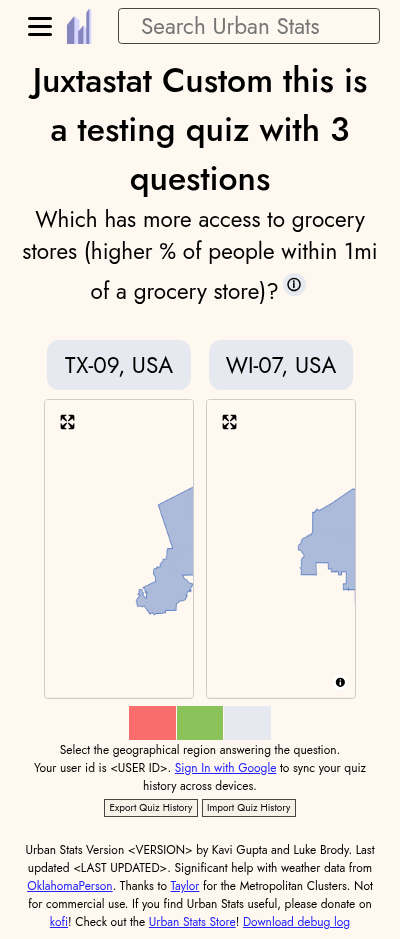 Search Urban Stats
Juxtastat Custom this is
a testing quiz with 3
questions
Which has more access to grocery
stores (higher % of people within 1mi
of a grocery store)?
TX-09, USA
WI-07, USA
Select the geographical region answering the question.
Your user id is <USER ID>. Sign In with Google to sync your quiz
history across devices.
Export Quiz History
Import Quiz History
Urban Stats Version <VERSION> by Kavi Gupta and Luke Brody. Last
updated <LAST UPDATED>. Significant help with weather data from
OklahomaPerson. Thanks to Taylor for the Metropolitan Clusters. Not
for commercial use. If you find Urban Stats useful, please donate on
kofi! Check out the Urban Stats Store! Download debug log